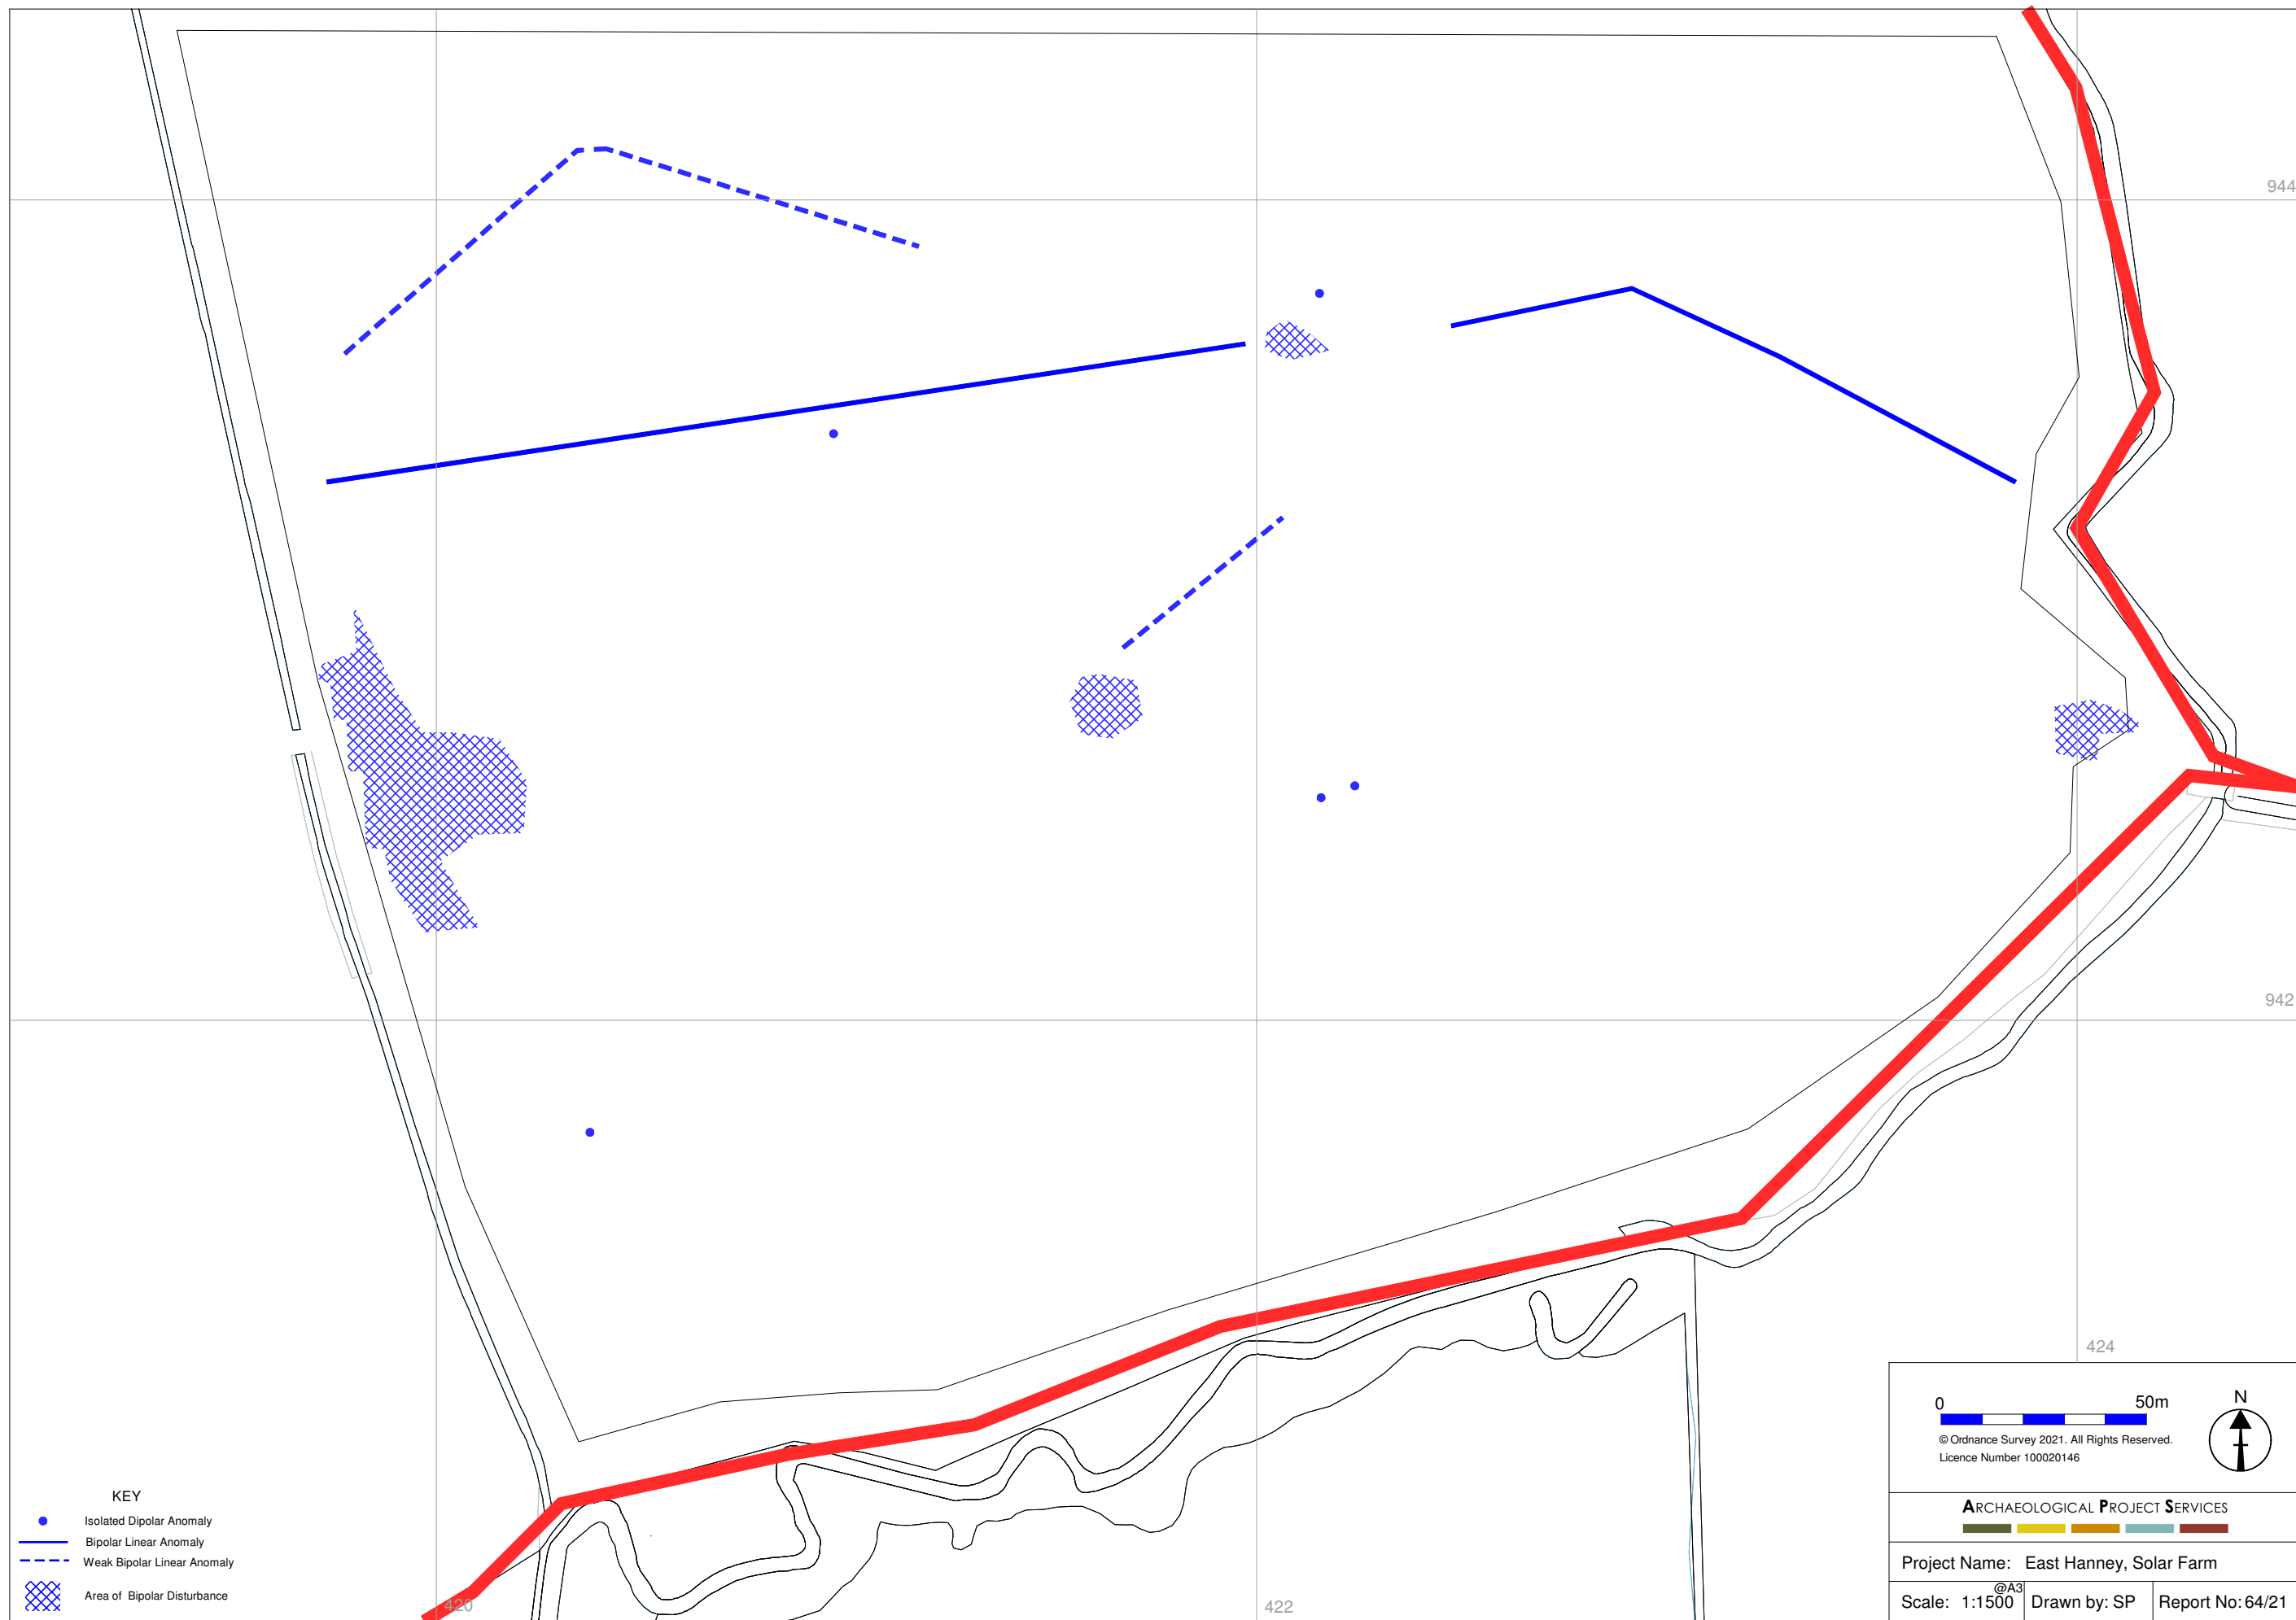 944
942
424
0 50m
N
© Ordnance Survey 2021. All Rights Reserved.
Licence Number 100020146
ARCHAEOLOGICAL PROJECT SERVICES
Project Name: East Hanney, Solar Farm
@A3
Scale: 1:1500 Drawn by: SP Report No: 64/21
KEY
Isolated Dipolar Anomaly
Bipolar Linear Anomaly
Weak Bipolar Linear Anomaly
Area of Bipolar Disturbance
420
422